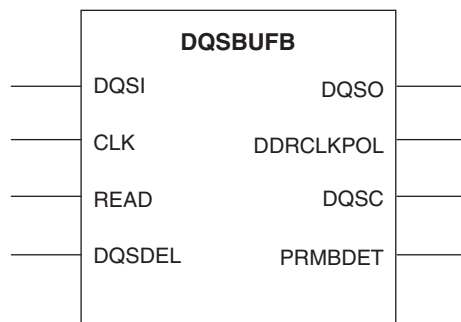 DQSBUFB
DQSI DQSO
CLK DDRCLKPOL
READ DQSC
DQSDEL PRMBDET